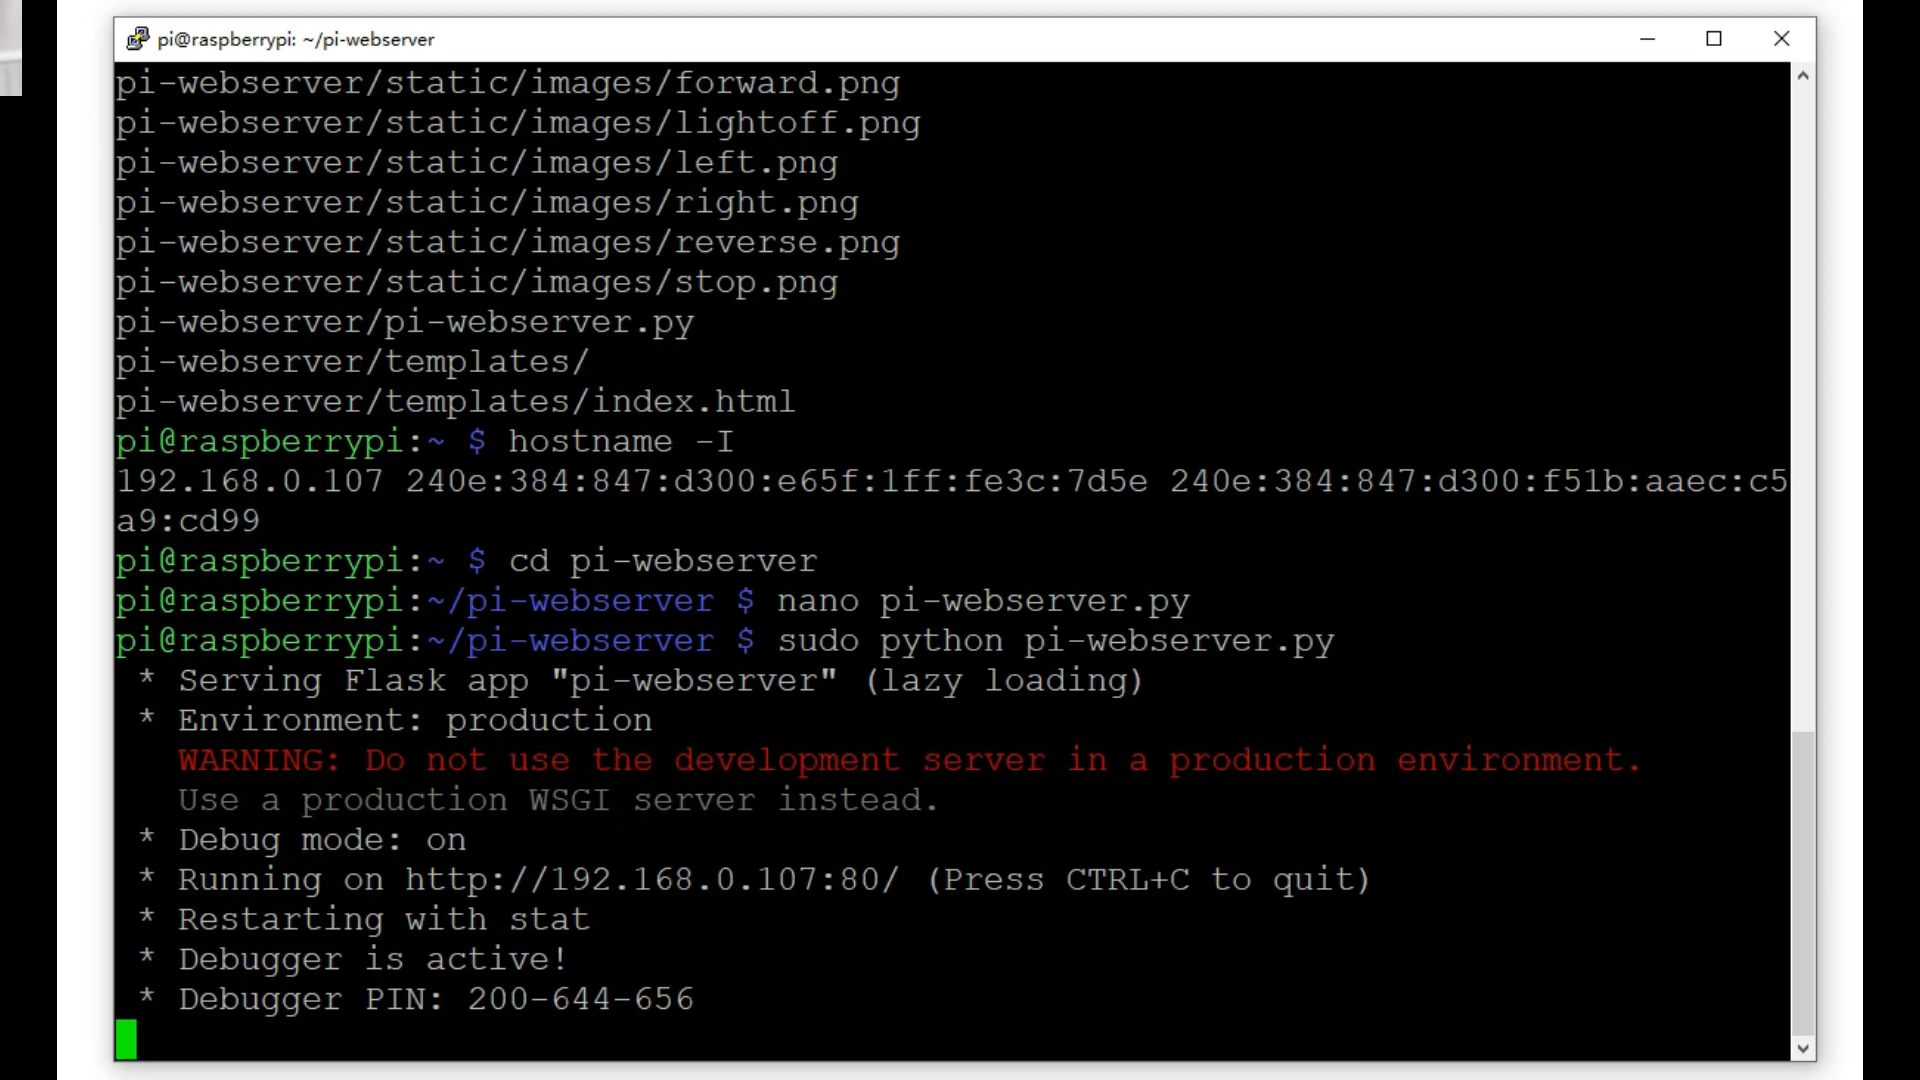 pi@raspberrypi: ~/pi-webserver
pi-webserver/static/images/forward.png
pi-webserver/static/images/lightoff.png
pi-webserver/static/images/left.png
pi-webserver/static/images/right.png
pi-webserver/static/images/reverse.png
pi-webserver/static/images/stop.png
pi-webserver/pi-webserver.py
pi-webserver/templates/
pi-webserver/templates/index.html
pi@raspberrypi:~ $ hostname -I
192.168.0.107 240e:384:847:d300:e65f:1ff:fe3c:7d5e 240e:384:847:d300:f51b:aaec:c5
a9:cd99
pi@raspberrypi:~ $ cd pi-webserver
pi@raspberrypi:~/pi-webserver $ nano pi-webserver.py
pi@raspberrypi:~/pi-webserver $ sudo python pi-webserver.py
* Serving Flask app "pi-webserver" (lazy loading)
* Environment: production
WARNING: Do not use the development server in a production environment.
Use a production WSGI server instead.
* Debug mode: on
* Running on http://192.168.0.107:80/ (Press CTRL+C to quit)
* Restarting with stat
* Debugger is active!
* Debugger PIN: 200-644-656